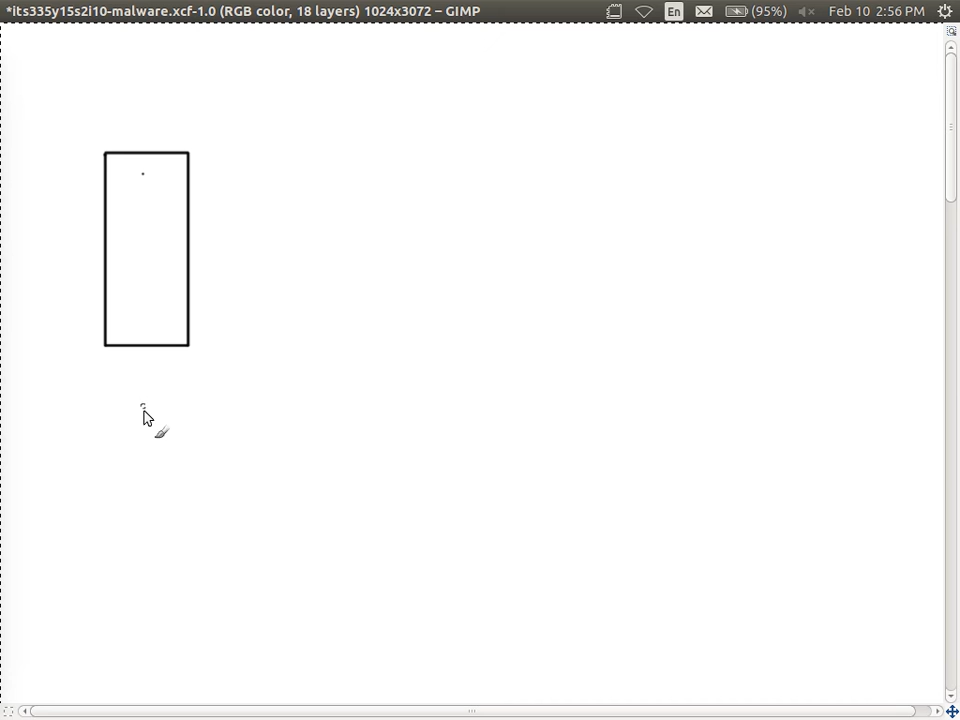 *its335y15s2i10-malware.xcf-1.0 (RGB color, 18 layers) 1024x3072 – GIMP En (95%) Feb 10 2:56 PM